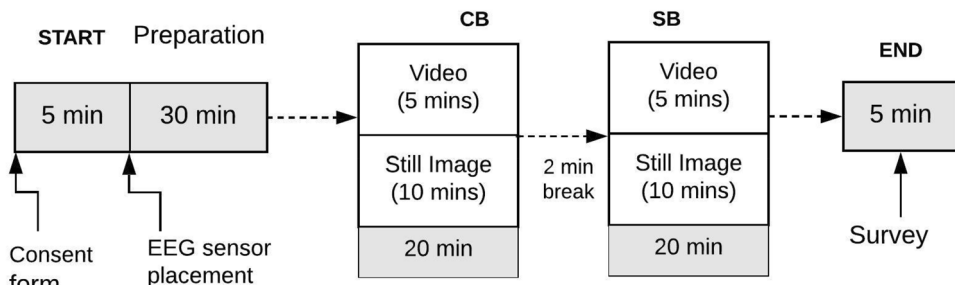 START Preparation
5 min 30 min
Consent
form
EEG sensor
placement
CB
Video
(5 mins)
Still Image
(10 mins)
20 min
2 min
break
SB
Video
(5 mins)
Still Image
(10 mins)
20 min
END
5 min
Survey